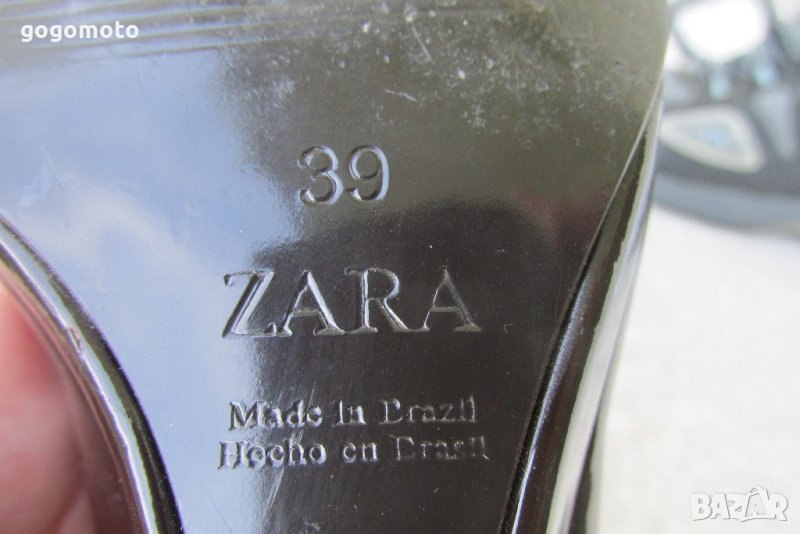 gogomoto
39
ZARA
Made in Brazil
Hecho en Brasil
BAZAR